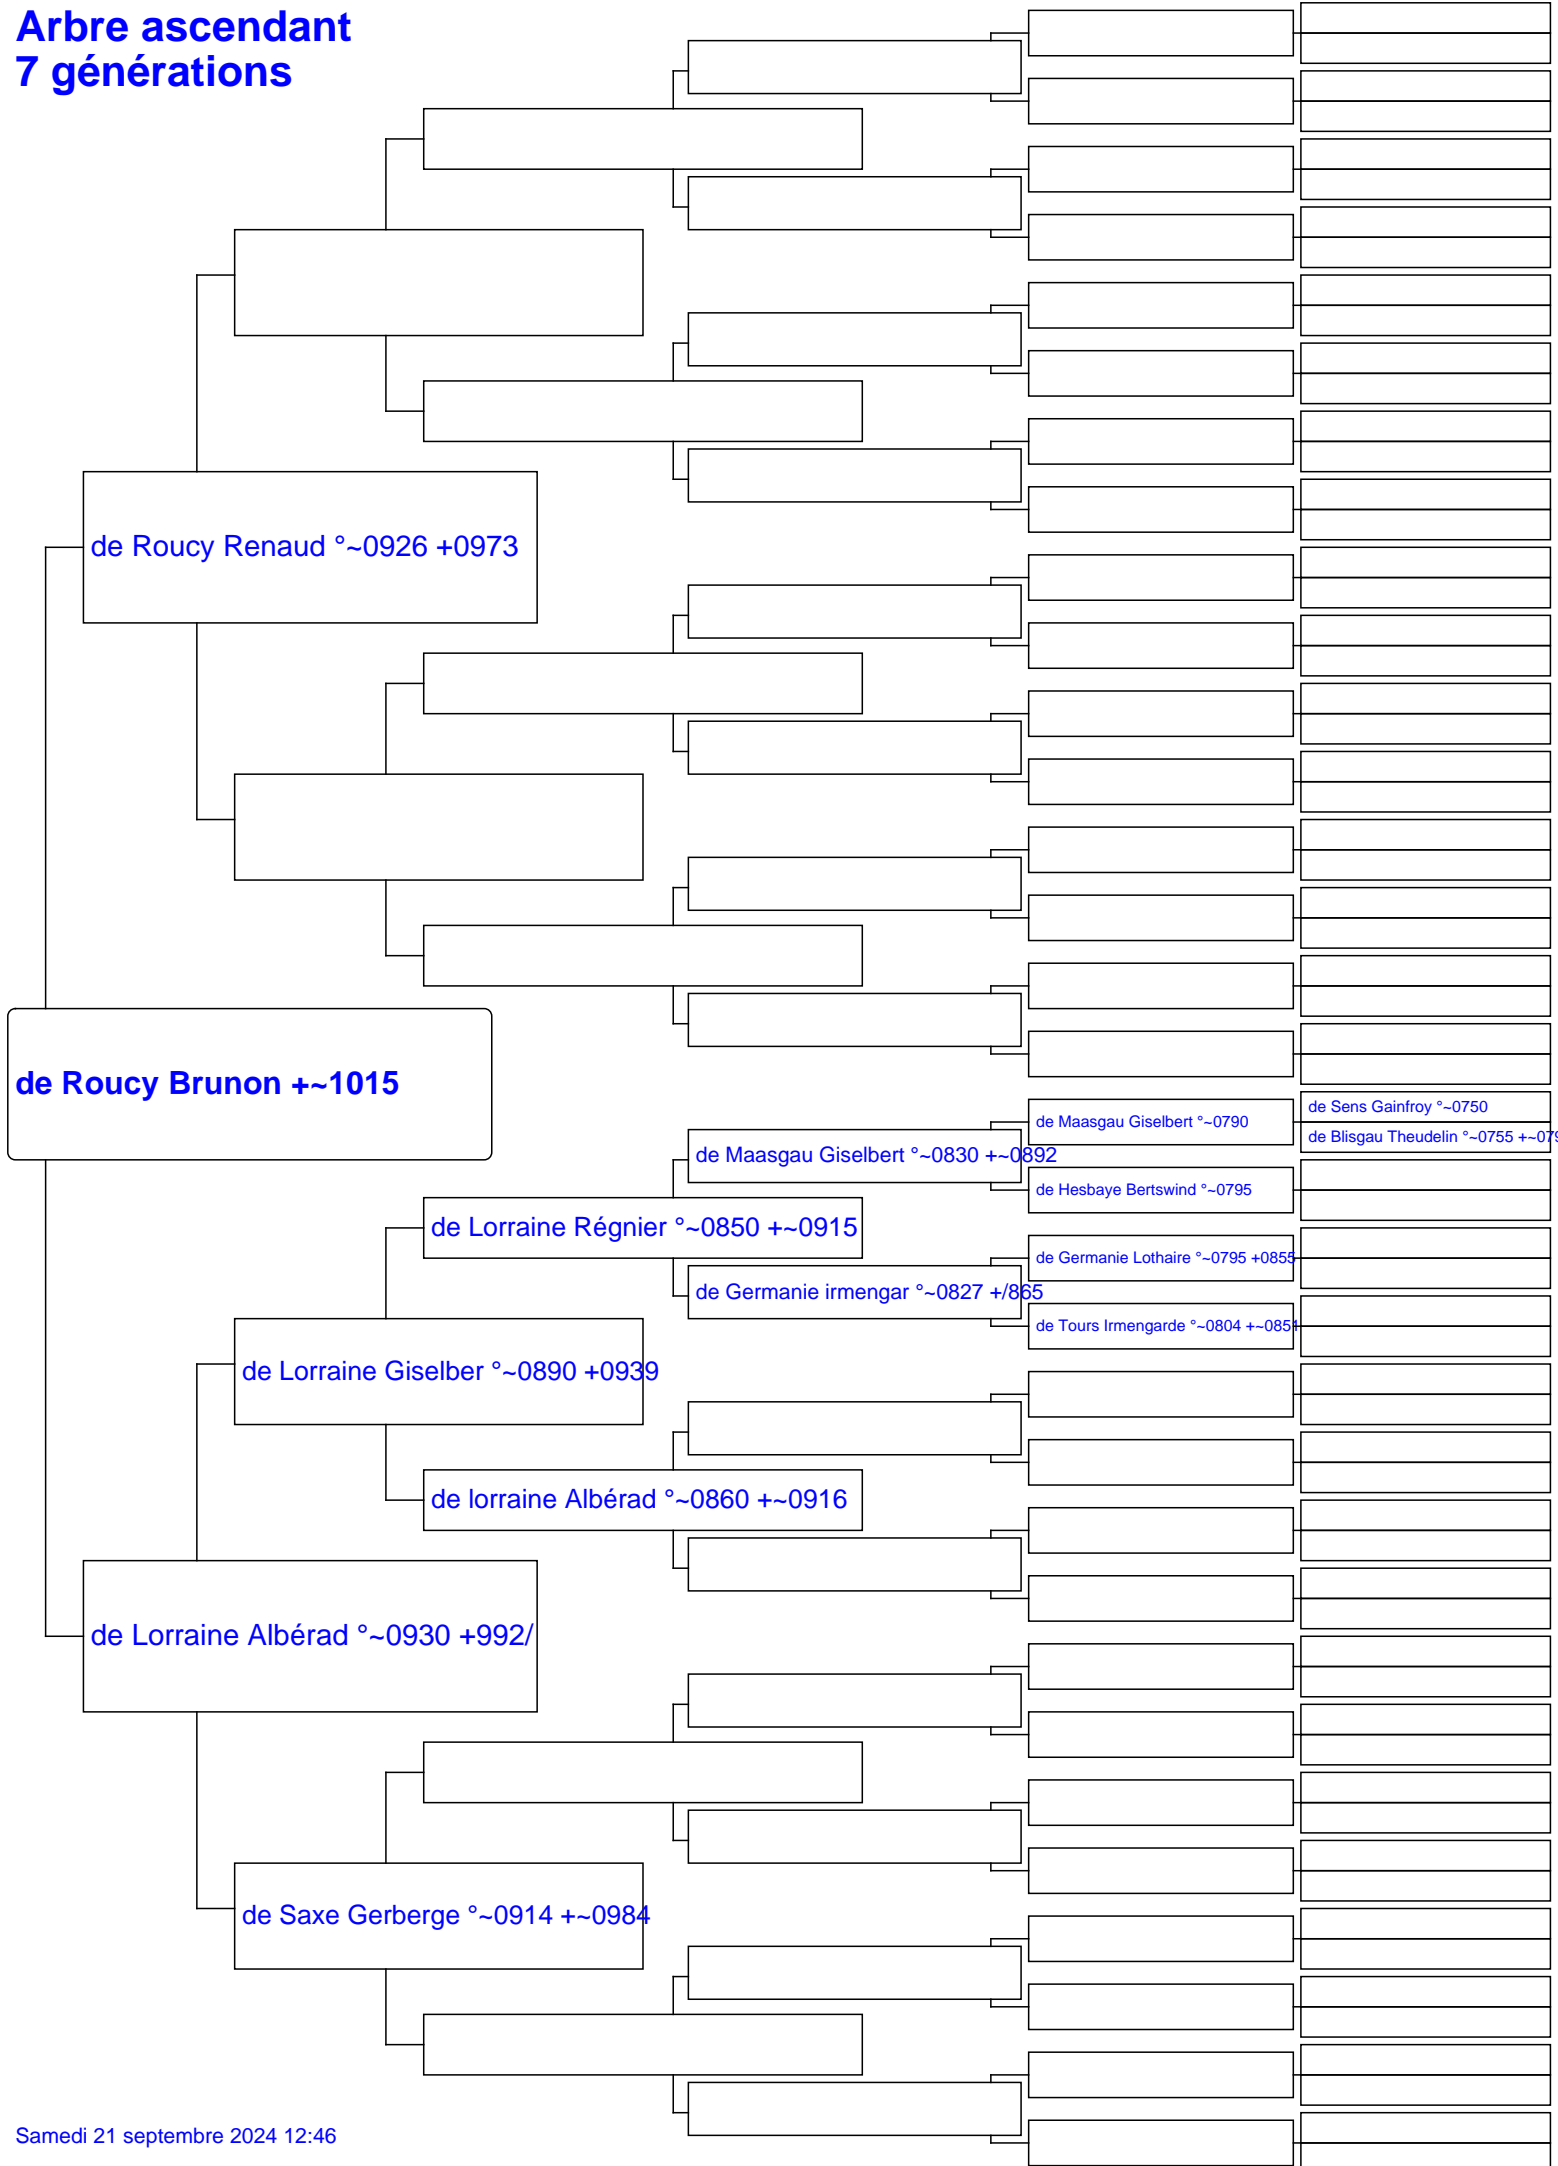 Arbre ascendant
7 générations
de Roucy Renaud °~0926 +0973
de Roucy Brunon +~1015
de Sens Gainfroy °~0750
de Maasgau Giselbert °~0790
de Blisgau Theudelin °~0755 +~079
de Maasgau Giselbert °~0830 +~0892
de Hesbaye Bertswind °~0795
de Lorraine Régnier °~0850 +~0915
de Germanie Lothaire °~0795 +0855
de Germanie irmengar °~0827 +/865
de Tours Irmengarde °~0804 +~0851
de Lorraine Giselber °~0890 +0939
de lorraine Albérad °~0860 +~0916
de Lorraine Albérad °~0930 +992/
de Saxe Gerberge °~0914 +~0984
Samedi 21 septembre 2024 12:46